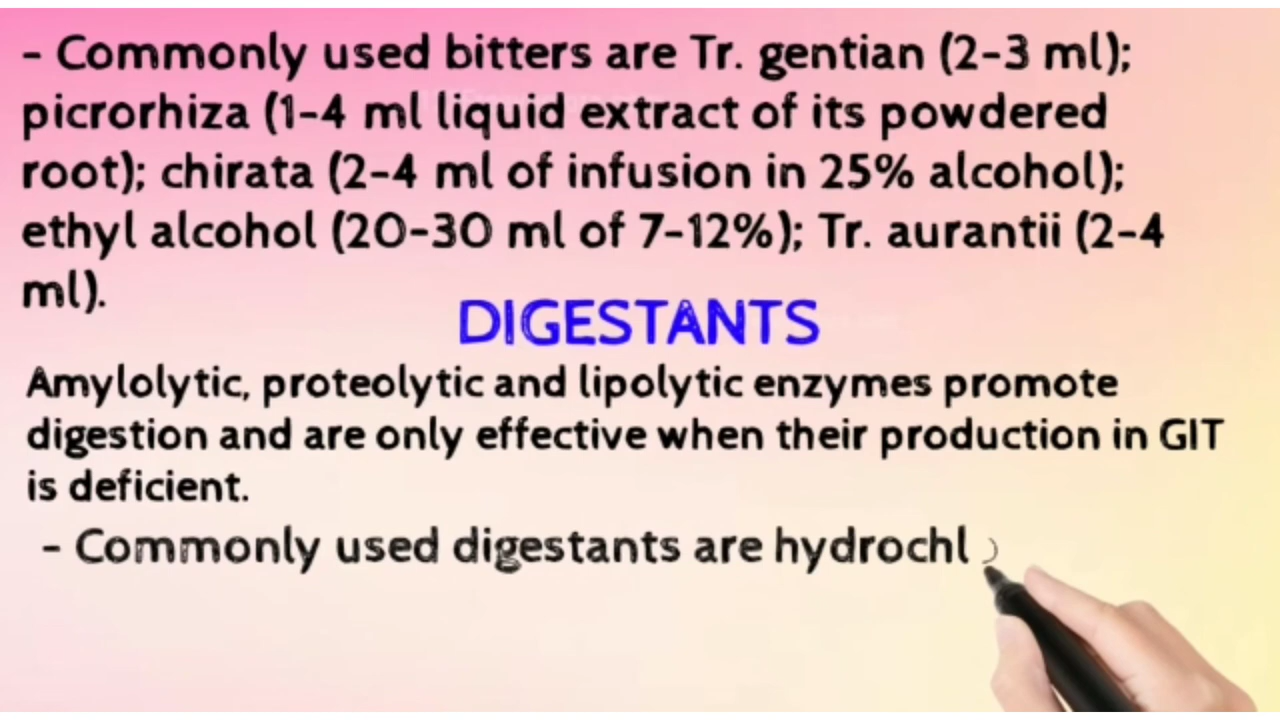 - Commonly used bitters are Tr. gentian (2-3 ml);
picrorhiza (1-4 ml liquid extract of its powdered
root); chirata (2-4 ml of infusion in 25% alcohol);
ethyl alcohol (20-30 ml of 7-12%); Tr. aurantii (2-4
ml).
DIGESTANTS
Amylolytic, proteolytic and lipolytic enzymes promote
digestion and are only effective when their production in GIT
is deficient.
- Commonly used digestants are hydrochl